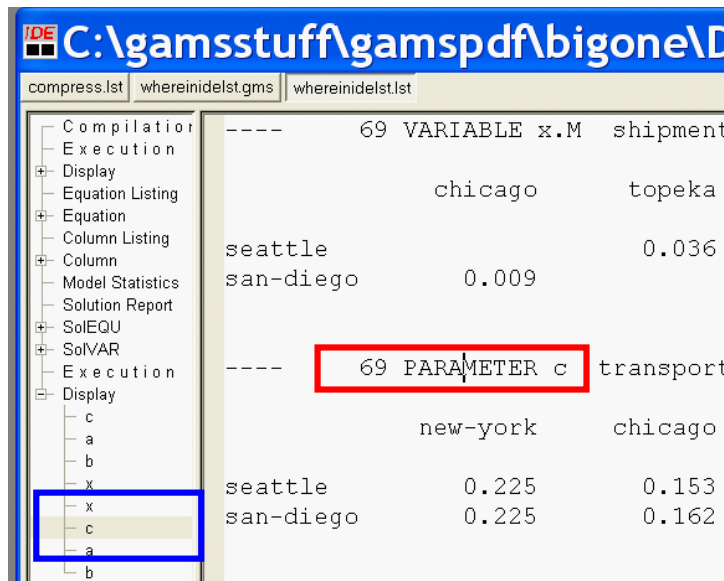 IDE C:\gamsstuff\gamspdf\bigone\D
compress.lst whereinidelst.gms whereinidelst.lst
Compilation
Execution
Display
Equation Listing
Equation
Column Listing
Column
Model Statistics
Solution Report
SolEQU
SolVAR
Execution
Display
c
a
b
x
x
c
a
b
---- 69 VARIABLE x.M shipment
chicago topeka
seattle 0.036
san-diego 0.009
---- 69 PARAMETER c transport
new-york chicago
seattle 0.225 0.153
san-diego 0.225 0.162